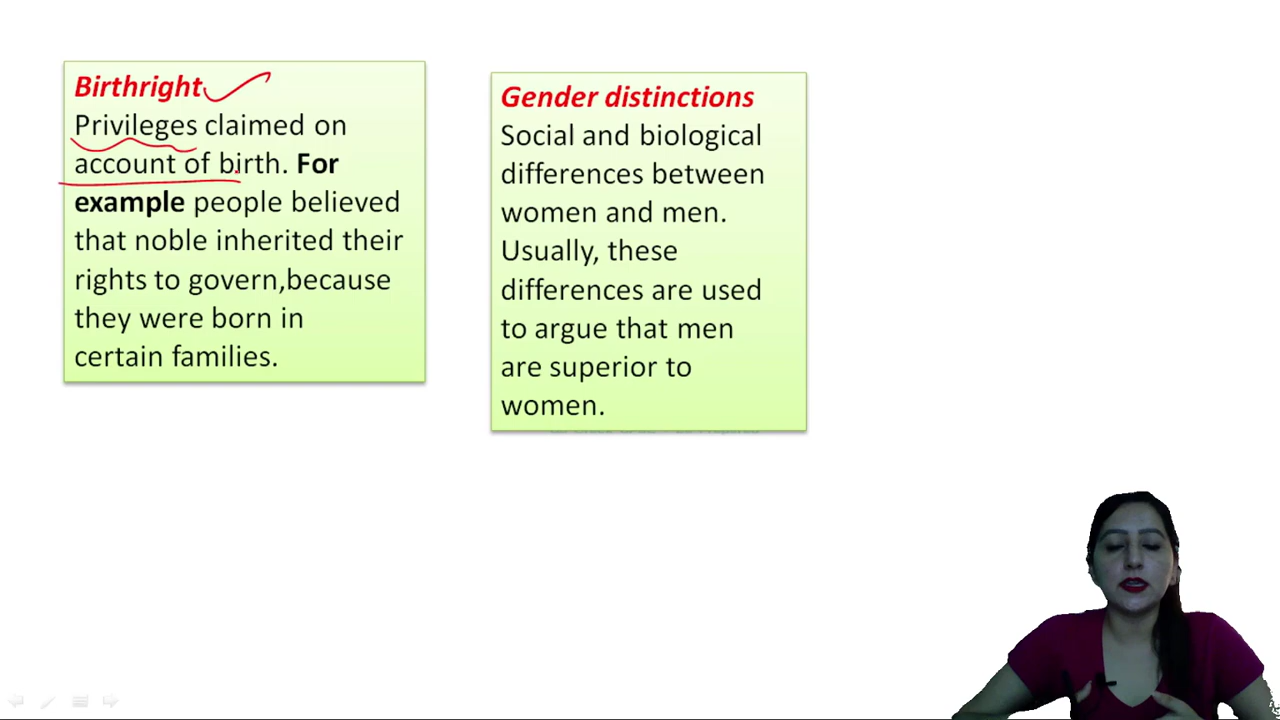 Birthright
Privileges claimed on
account of birth. For
example people believed
that noble inherited their
rights to govern,because
they were born in
certain families.
Gender distinctions
Social and biological
differences between
women and men.
Usually, these
differences are used
to argue that men
are superior to
women.